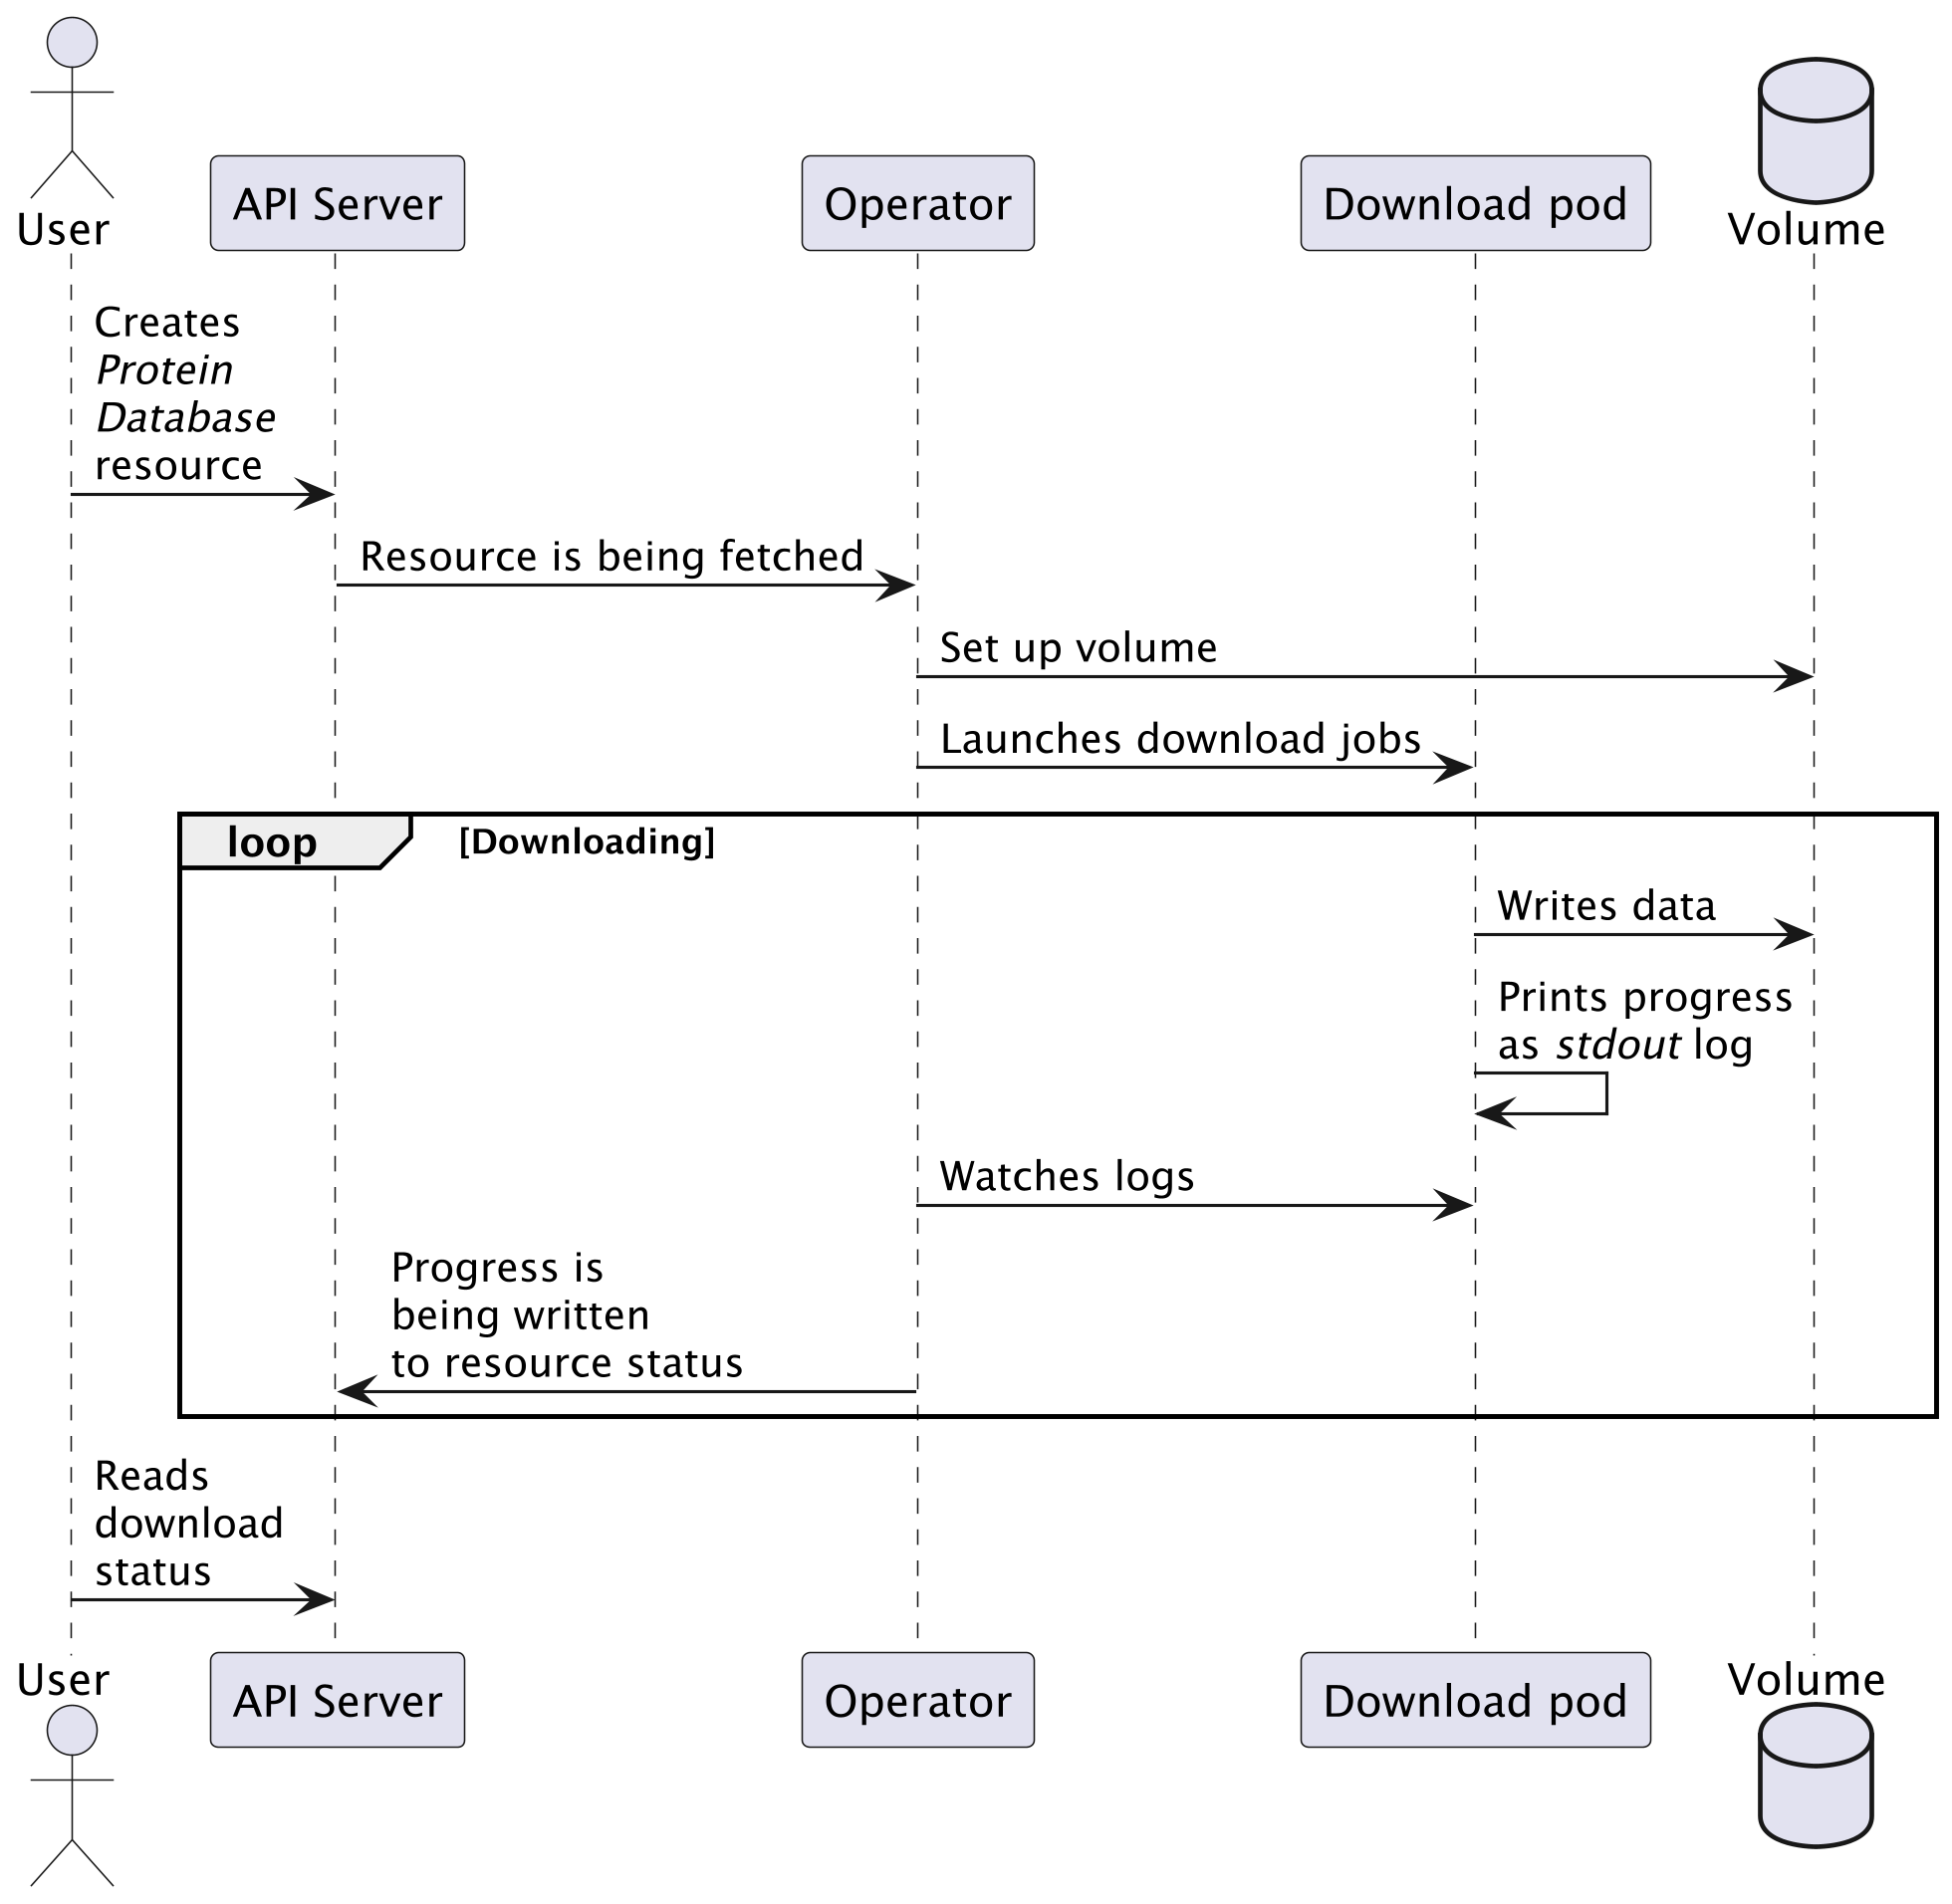 User
API Server
Operator
Download pod
Volume
Creates
Protein
Database
resource
Resource is being fetched
Set up volume
Launches download jobs
loop
[Downloading]
Writes data
Prints progress
as stdout log
Watches logs
Progress is
being written
to resource status
Reads
download
status
User
API Server
Operator
Download pod
Volume